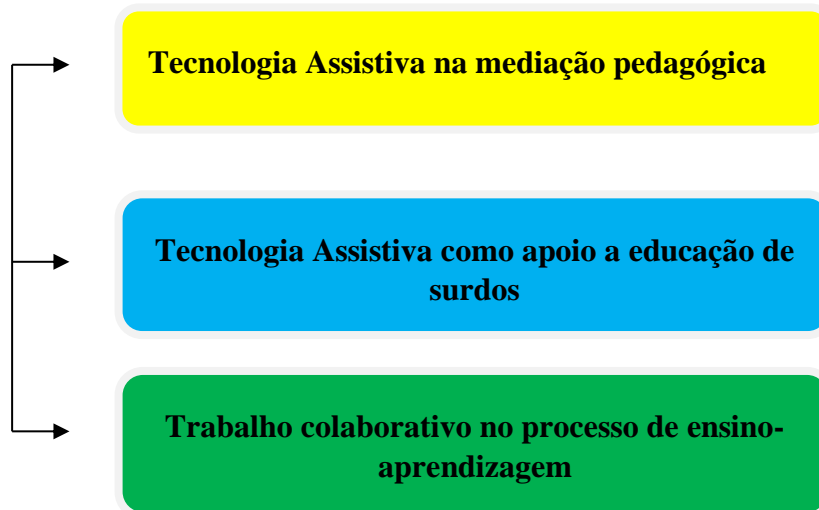 Tecnologia Assistiva na mediação pedagógica
Tecnologia Assistiva como apoio a educação de
surdos
Trabalho colaborativo no processo de ensino-
aprendizagem